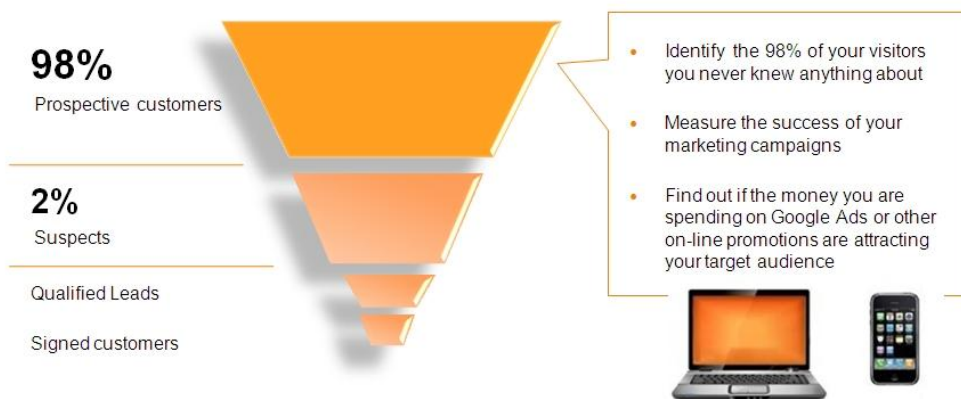 98%
Prospective customers
2%
Suspects
Qualified Leads
Signed customers
Identify the 98% of your visitors
you never knew anything about
Measure the success of your
marketing campaigns
Find out if the money you are
spending on Google Ads or other
on-line promotions are attracting
your target audience